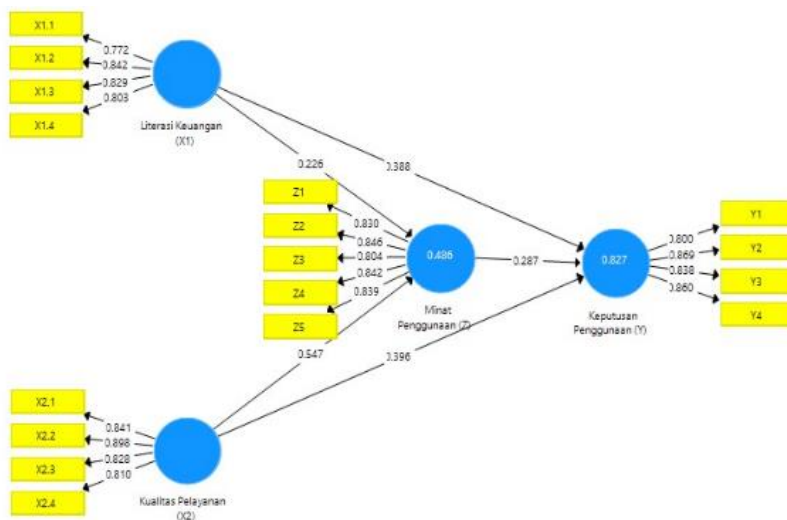 X1.1
X1.2
X1.3
X1.4
0.772
0.842
0.829
0.803
Literasi Keuangan
(X1)
0.226
0.388
Z1
Z2
Z3
Z4
Z5
0.830
0.846
0.804
0.842
0.839
0.486
Minat
Penggunaan (Z)
0.287
0.827
Keputusan
Penggunaan (Y)
0.800
0.869
0.838
0.860
Y1
Y2
Y3
Y4
0.547
0.396
X2.1
X2.2
X2.3
X2.4
0.841
0.898
0.828
0.810
Kualitas Pelayanan
(X2)